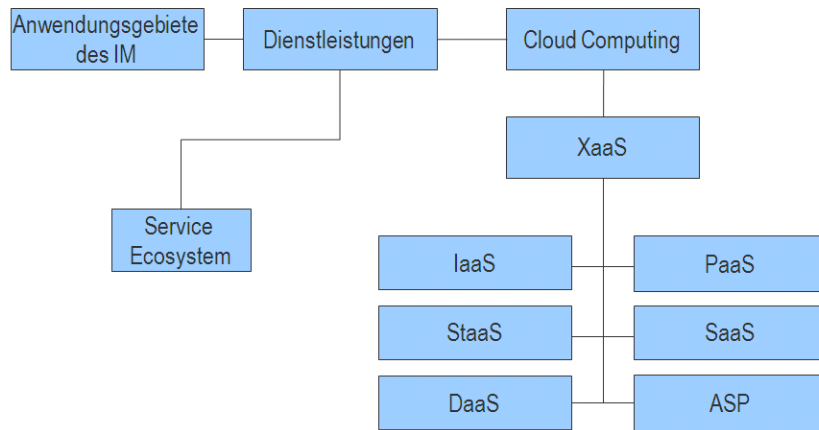 Anwendungsgebiete
des IM
Dienstleistungen
Cloud Computing
XaaS
Service
Ecosystem
IaaS
PaaS
StaaS
SaaS
DaaS
ASP